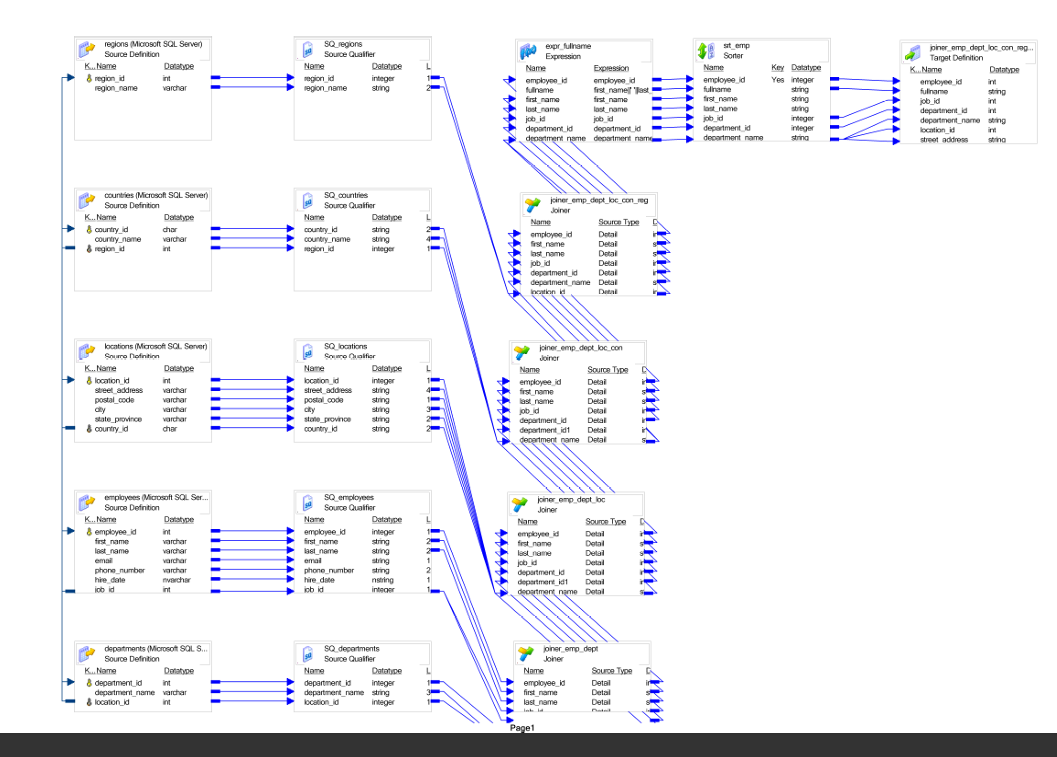 regions (Microsoft SQL Server)
Source Definition
K... Name Datatype
region_id int
region_name varchar
SQ_regions
Source Qualifier
Name Datatype L
region_id integer 1
region_name string 2
expr_fullname
Expression
Name Expression
employee_id employee_id
fullname first_name||' '||last
first_name first_name
last_name last_name
job_id job_id
department_id department_id
department_name department_name
srt_emp
Sorter
Name Key Datatype
employee_id Yes integer
fullname string
first_name string
last_name string
job_id integer
department_id integer
department_name string
joiner_emp_dept_loc_con_reg...
Target Definition
K... Name Datatype
employee_id int
fullname string
job_id int
department_id int
department_name string
location_id int
street_address string
countries (Microsoft SQL Server)
Source Definition
K... Name Datatype
country_id char
country_name varchar
region_id int
SQ_countries
Source Qualifier
Name Datatype L
country_id string 2
country_name string 4
region_id integer 1
joiner_emp_dept_loc_con_reg
Joiner
Name Source Type D
employee_id Detail
first_name Detail
last_name Detail
job_id Detail
department_id Detail
department_name Detail
location_id Detail
locations (Microsoft SQL Server)
Source Definition
K... Name Datatype
location_id int
street_address varchar
postal_code varchar
city varchar
state_province varchar
country_id char
SQ_locations
Source Qualifier
Name Datatype L
location_id integer 1
street_address string 4
postal_code string 1
city string 3
state_province string 2
country_id string 2
joiner_emp_dept_loc_con
Joiner
Name Source Type D
employee_id Detail
first_name Detail
last_name Detail
job_id Detail
department_id Detail
department_id1 Detail
department_name Detail
employees (Microsoft SQL Ser...
Source Definition
K... Name Datatype
employee_id int
first_name varchar
last_name varchar
email varchar
phone_number varchar
hire_date nvarchar
job_id int
SQ_employees
Source Qualifier
Name Datatype L
employee_id integer 1
first_name string 2
last_name string 2
email string 1
phone_number string 2
hire_date nstring 1
job_id integer 1
joiner_emp_dept_loc
Joiner
Name Source Type D
employee_id Detail
first_name Detail
last_name Detail
job_id Detail
department_id Detail
department_id1 Detail
department_name Detail
departments (Microsoft SQL S...
Source Definition
K... Name Datatype
department_id int
department_name varchar
location_id int
SQ_departments
Source Qualifier
Name Datatype L
department_id integer 1
department_name string 3
location_id integer 1
joiner_emp_dept
Joiner
Name Source Type D
employee_id Detail
first_name Detail
last_name Detail
job_id Detail
Page1